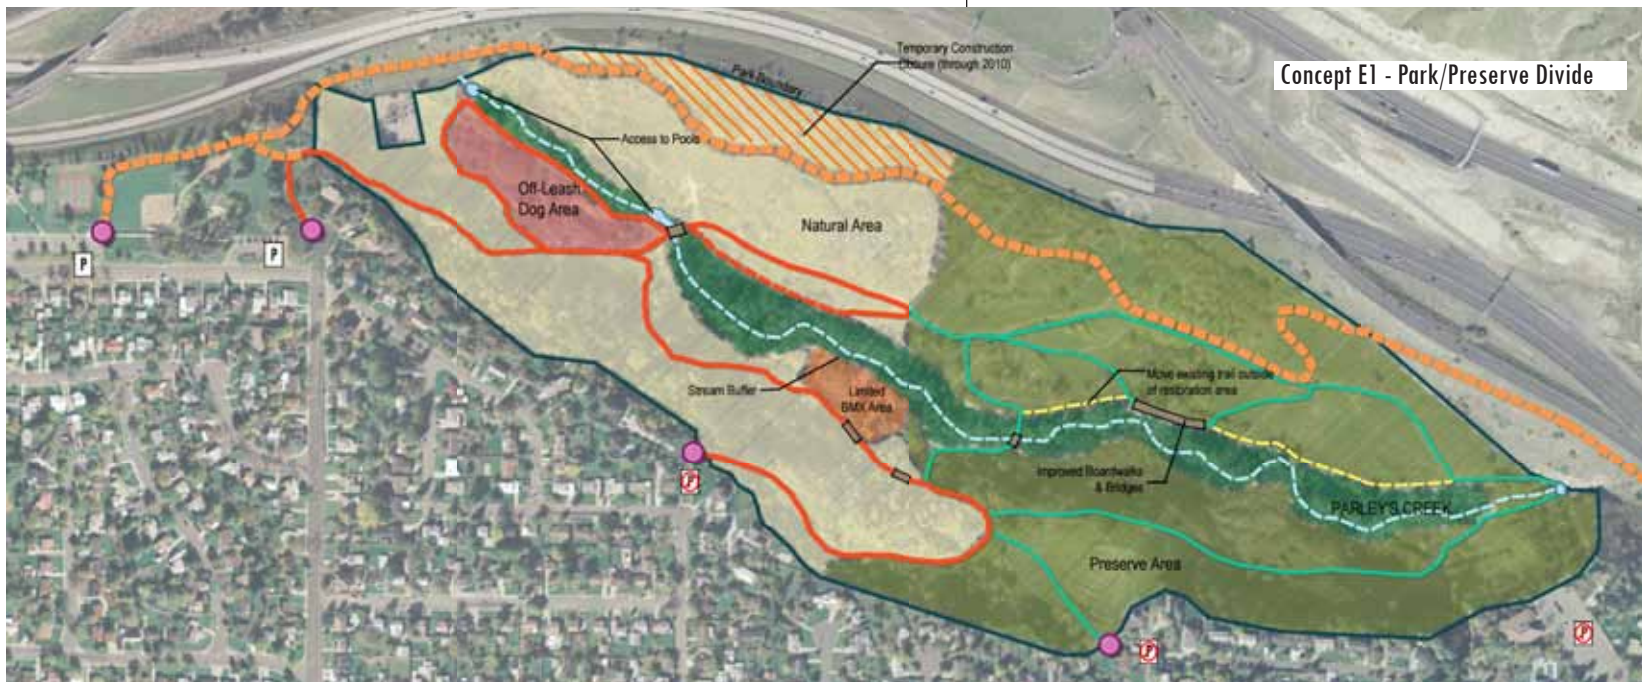 Concept E1 - Park/Preserve Divide
Temporary Construction
Closure (through 2010)
Park Boundary
Access to Pools
Off-Leash
Dog Area
Natural Area
P
P
Stream Buffer
Limited
BMX Area
Move existing trail outside
of restoration area
Improved Boardwalks
& Bridges
P
PARLEY'S CREEK
Preserve Area
P
P